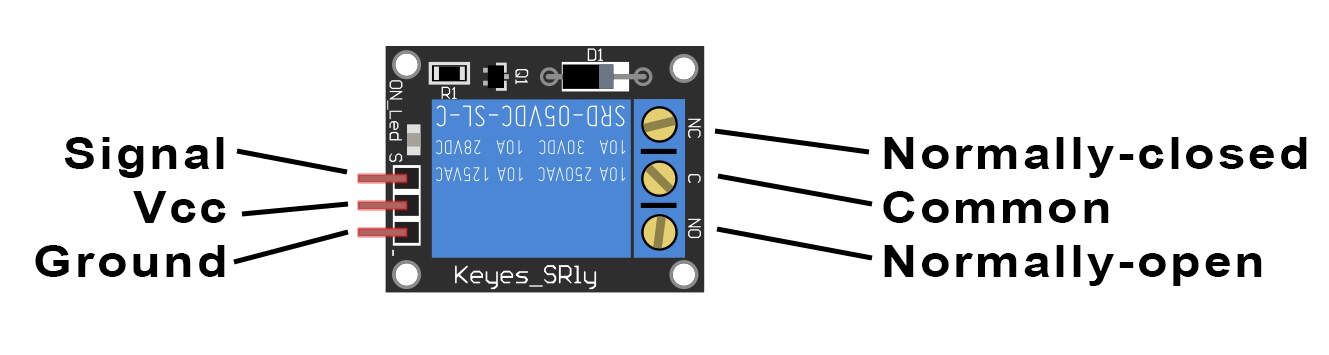 D1
Q1
R1
ON_Led
SRD-05VDC-SL-C
10A 30VDC 10A 28VDC
10A 250VAC 10A 125VAC
NC
C
NO
S
-
Keyes_SR1y
Signal
Vcc
Ground
Normally-closed
Common
Normally-open